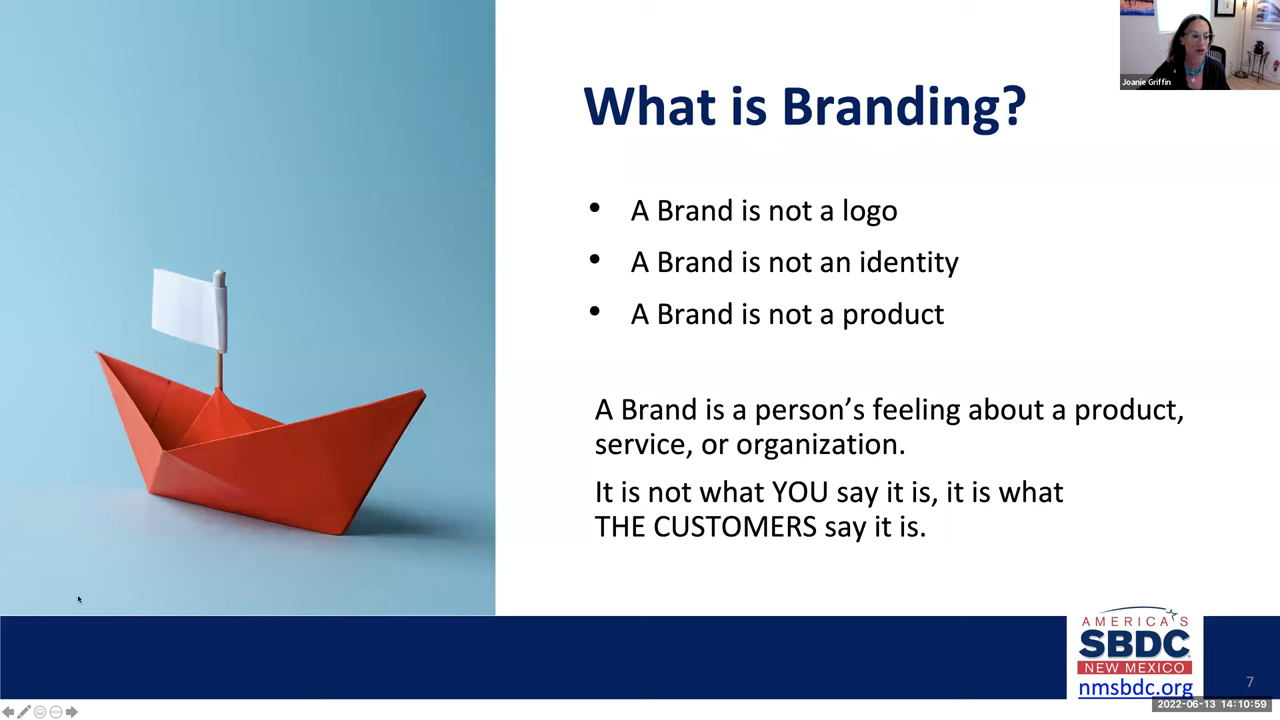 Joanie Griffin
What is Branding?
• A Brand is not a logo
• A Brand is not an identity
• A Brand is not a product
A Brand is a person’s feeling about a product,
service, or organization.
It is not what YOU say it is, it is what
THE CUSTOMERS say it is.
AMERICA'S
SBDC
NEW MEXICO
nmsbdc.org
7
2022-06-13 14:10:59